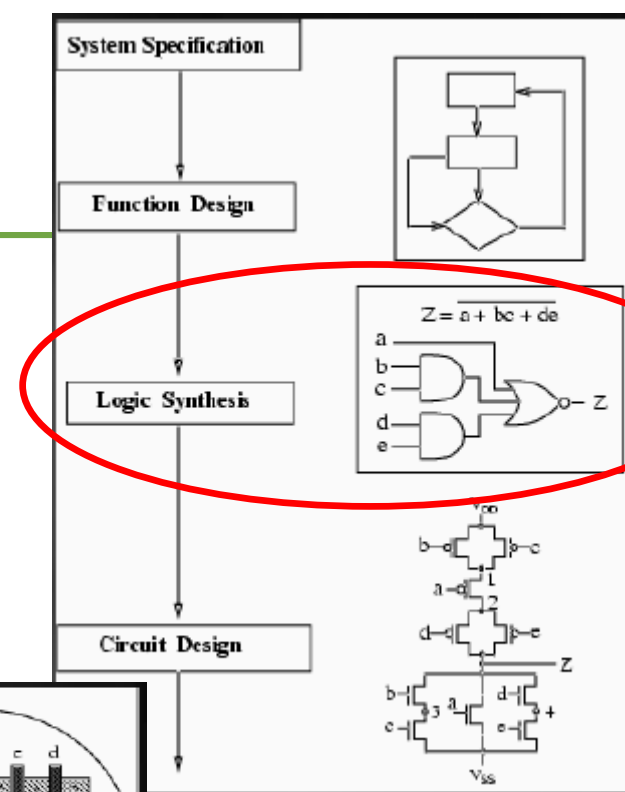 System Specification
Function Design
Z = a + bc + de
a
b
c
Logic Synthesis
Z
d
e
V_DD
b
c
1
a
2
d
e
Circuit Design
Z
b
a
d
3
4
c
e
V_SS
c d